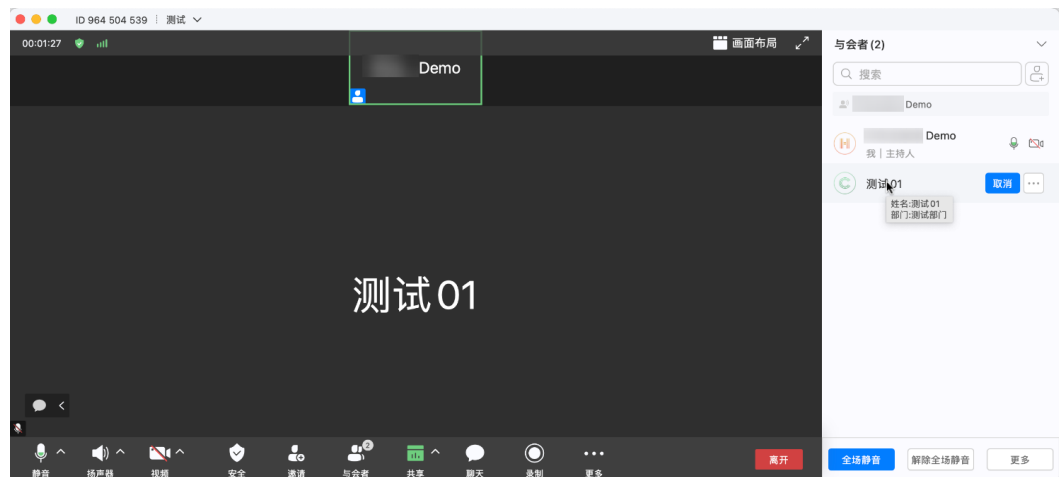 ID 964 504 539 | 测试
00:01:27
画面布局
Demo
测试01
静音
扬声器
视频
安全
邀请
与会者
2
共享
聊天
录制
更多
离开
与会者(2)
搜索
Demo
H
Demo
我 | 主持人
C
测试01
取消
姓名:测试01
部门:测试部门
全场静音
解除全场静音
更多